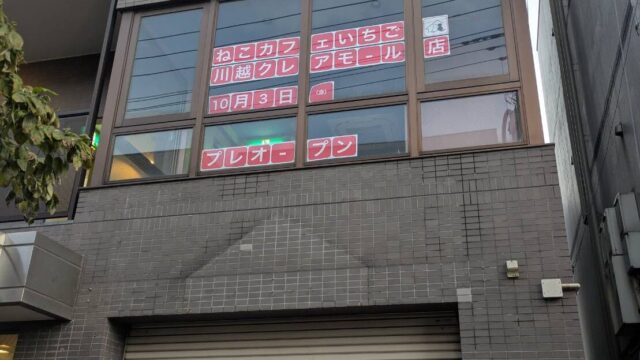 ねこカフェいちご
川越クレアモール店
10月3日
プレオープン